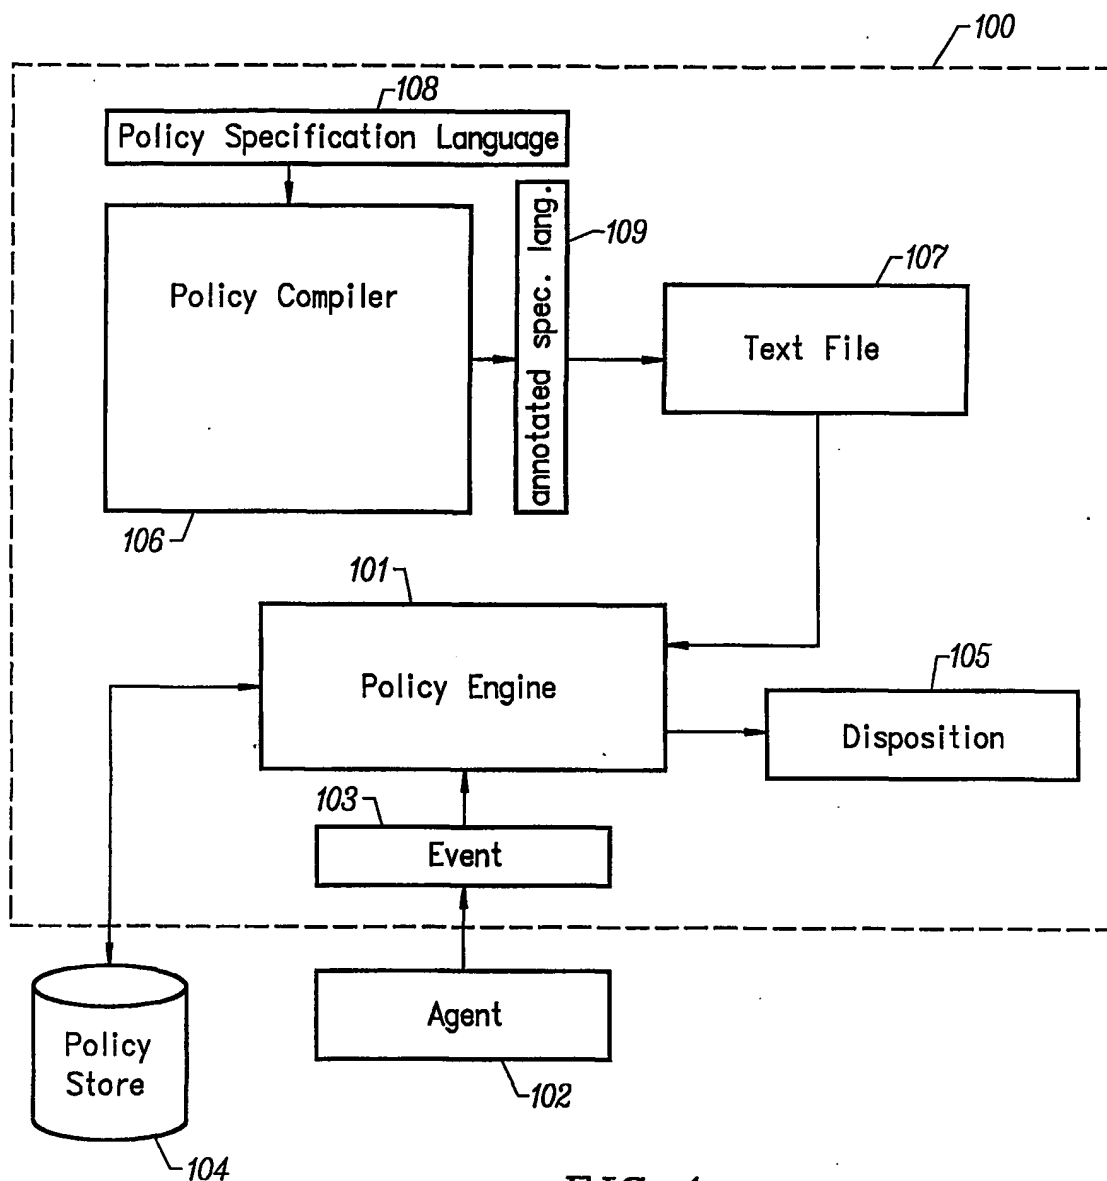 100
108
Policy Specification Language
annotated spec. lang.
109
107
Policy Compiler
Text File
106
101
Policy Engine
105
Disposition
103
Event
Agent
102
Policy
Store
104